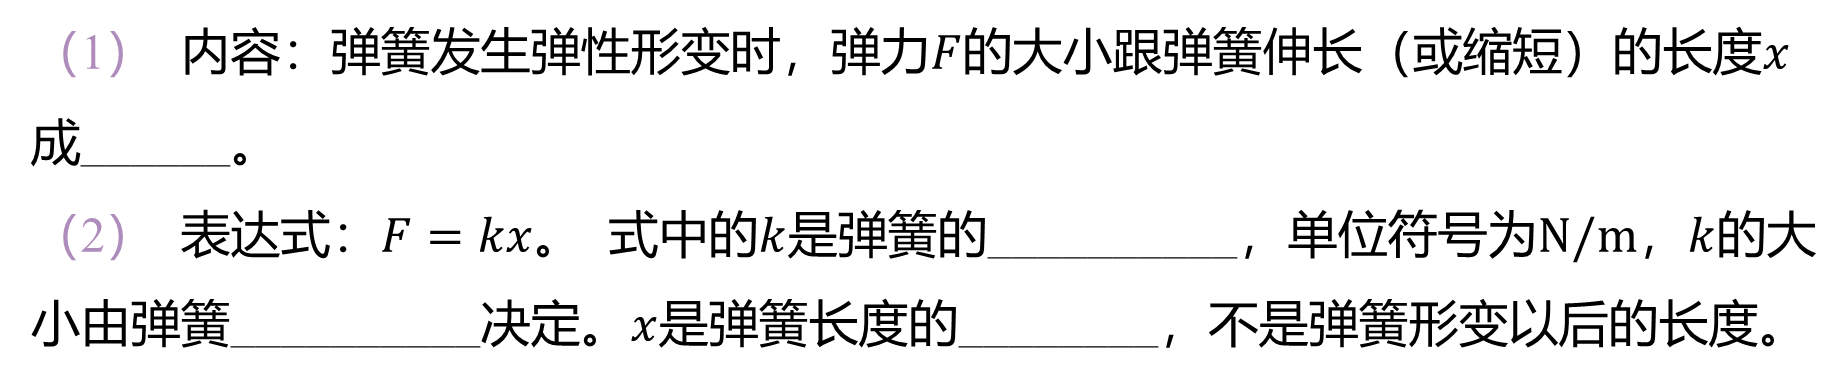 （1） 内容：弹簧发生弹性形变时，弹力F的大小跟弹簧伸长（或缩短）的长度x
成______。
（2） 表达式：F = kx。 式中的k是弹簧的__________，单位符号为N/m，k的大
小由弹簧__________决定。x是弹簧长度的________，不是弹簧形变以后的长度。